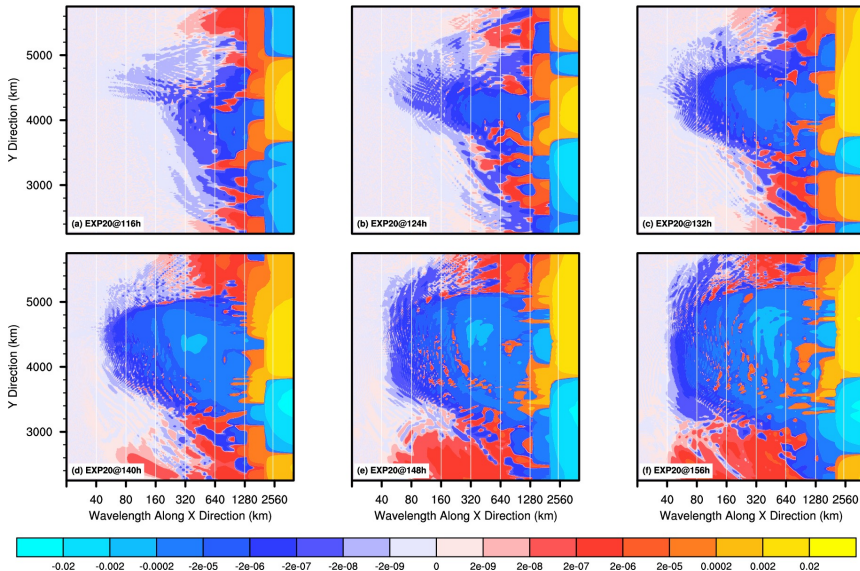 5000
4000
3000
(a) EXP20@116h
(b) EXP20@124h
(c) EXP20@132h
Y Direction (km)
5000
4000
3000
(d) EXP20@140h
(e) EXP20@148h
(f) EXP20@156h
Y Direction (km)
40 80 160 320 640 1280 2560
40 80 160 320 640 1280 2560
40 80 160 320 640 1280 2560
Wavelength Along X Direction (km)
Wavelength Along X Direction (km)
Wavelength Along X Direction (km)
-0.02 -0.002 -0.0002 -2e-05 -2e-06 -2e-07 -2e-08 -2e-09 0 2e-09 2e-08 2e-07 2e-06 2e-05 0.0002 0.002 0.02